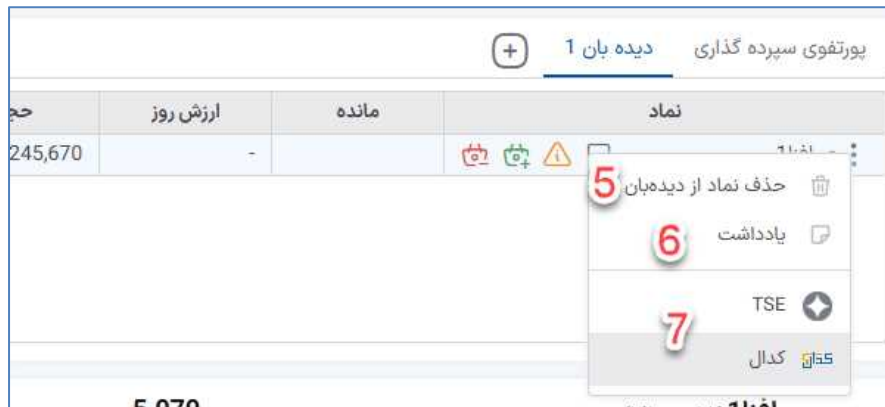 پورتفوی سپرده گذاری دیده بان 1
نماد مانده ارزش روز
245,670 -
حذف نماد از دیده‌بان 5
یادداشت 6
TSE
7
کدال